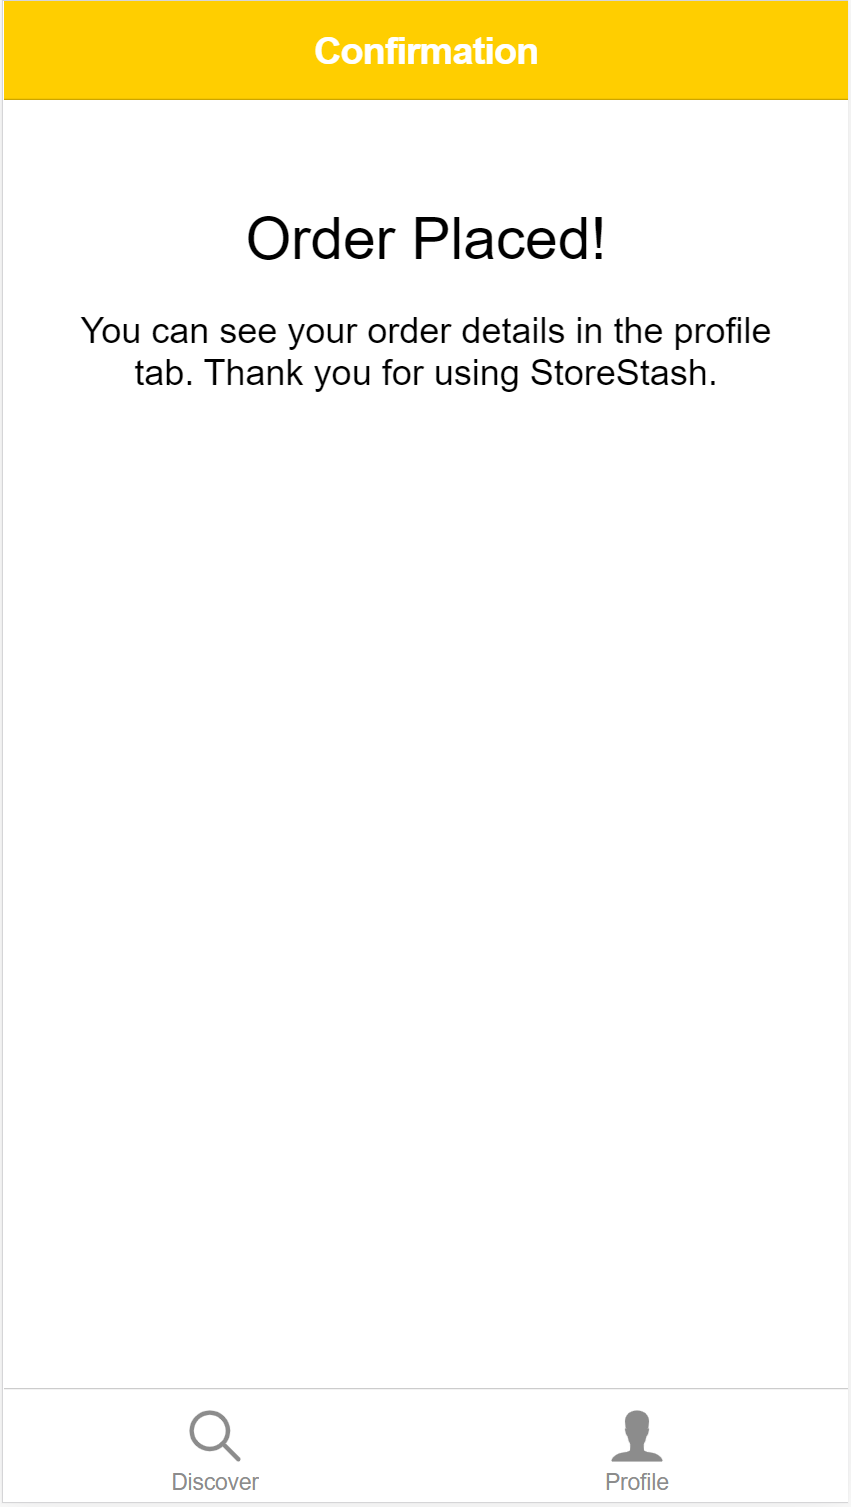 Confirmation
Order Placed!
You can see your order details in the profile
tab. Thank you for using StoreStash.
Discover
Profile